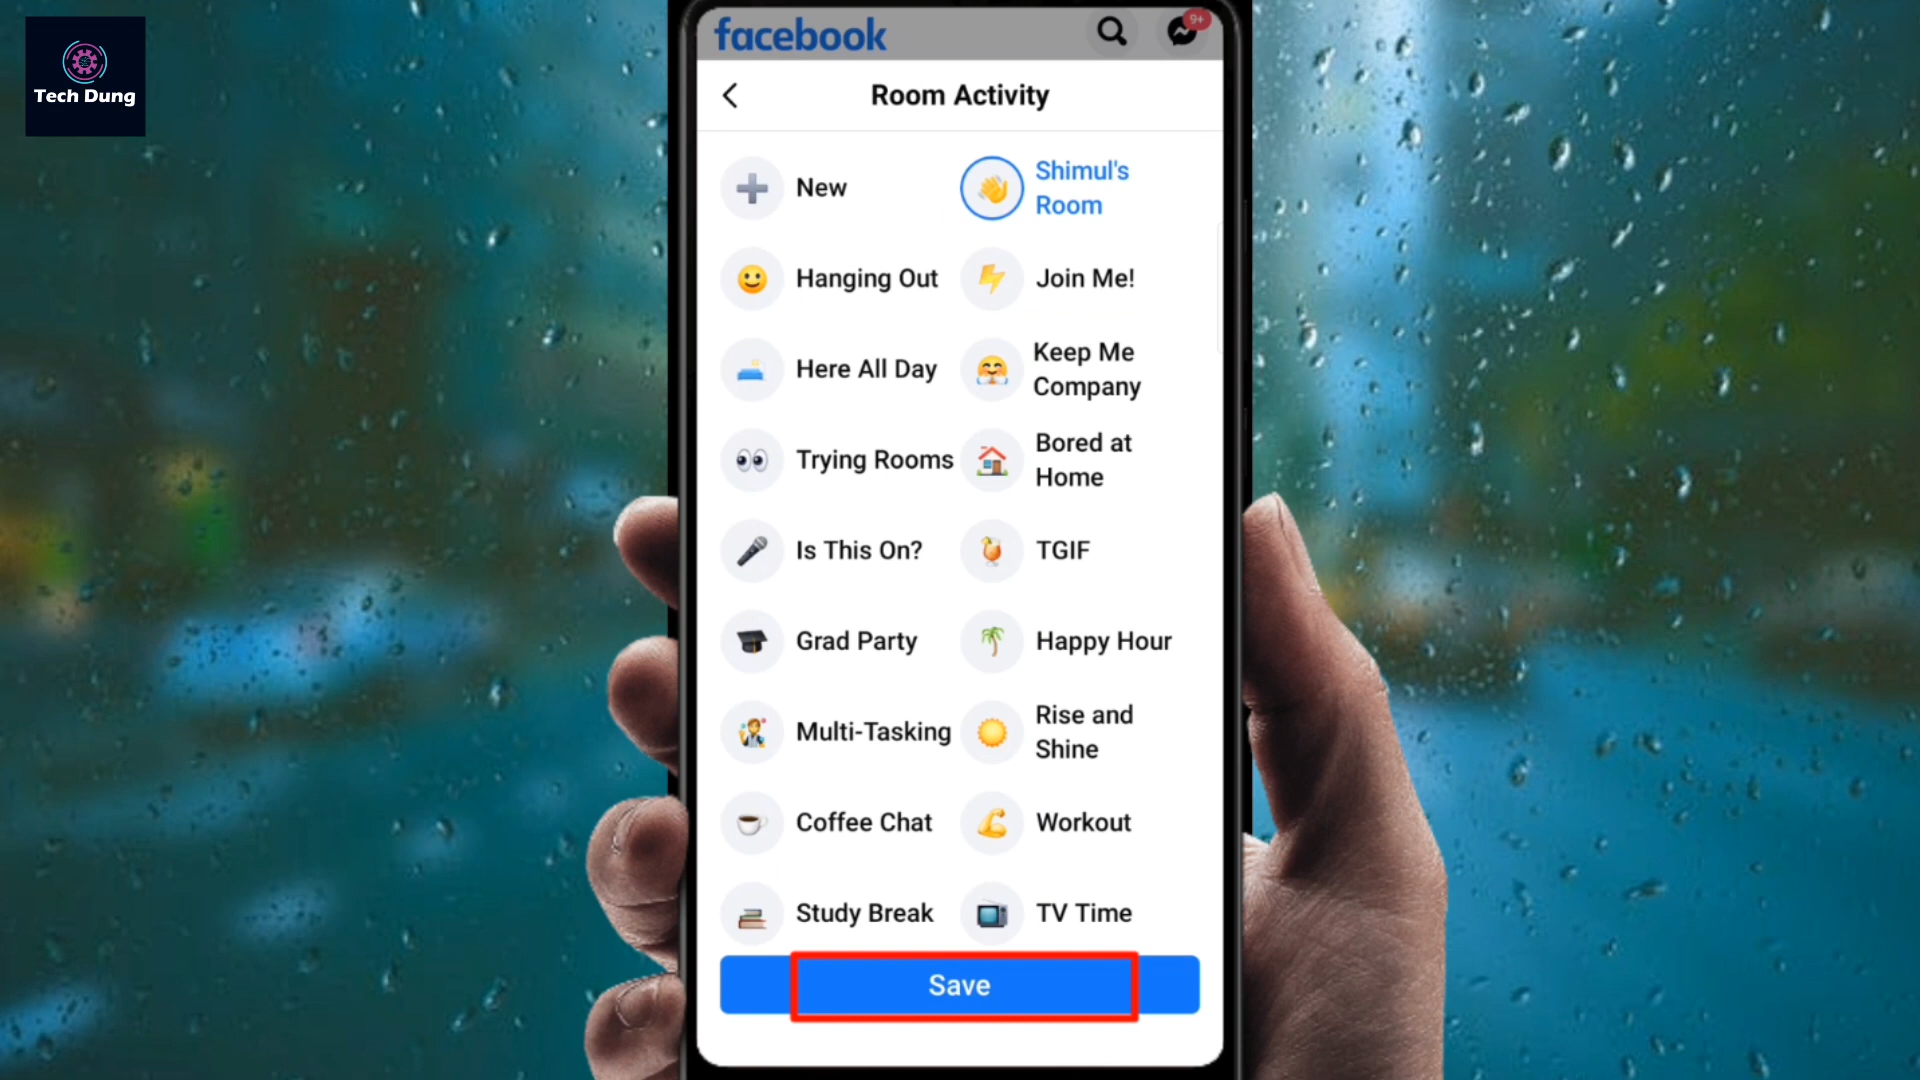 Tech Dung
facebook
9+
Room Activity
New
Shimul's
Room
Hanging Out
Join Me!
Here All Day
Keep Me
Company
Trying Rooms
Bored at
Home
Is This On?
TGIF
Grad Party
Happy Hour
Multi-Tasking
Rise and
Shine
Coffee Chat
Workout
Study Break
TV Time
Save